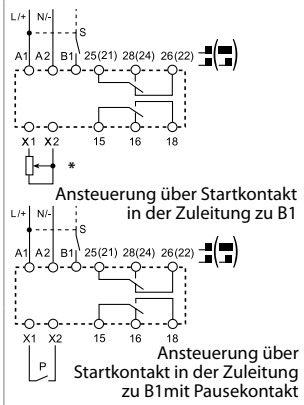 L/+ N/-
S
A1 A2 B1 25(21) 28(24) 26(22)
X1 X2 15 16 18
*
Ansteuerung über Startkontakt
in der Zuleitung zu B1
L/+ N/-
S
A1 A2 B1 25(21) 28(24) 26(22)
X1 X2 15 16 18
P
Ansteuerung über
Startkontakt in der Zuleitung
zu B1mit Pausekontakt